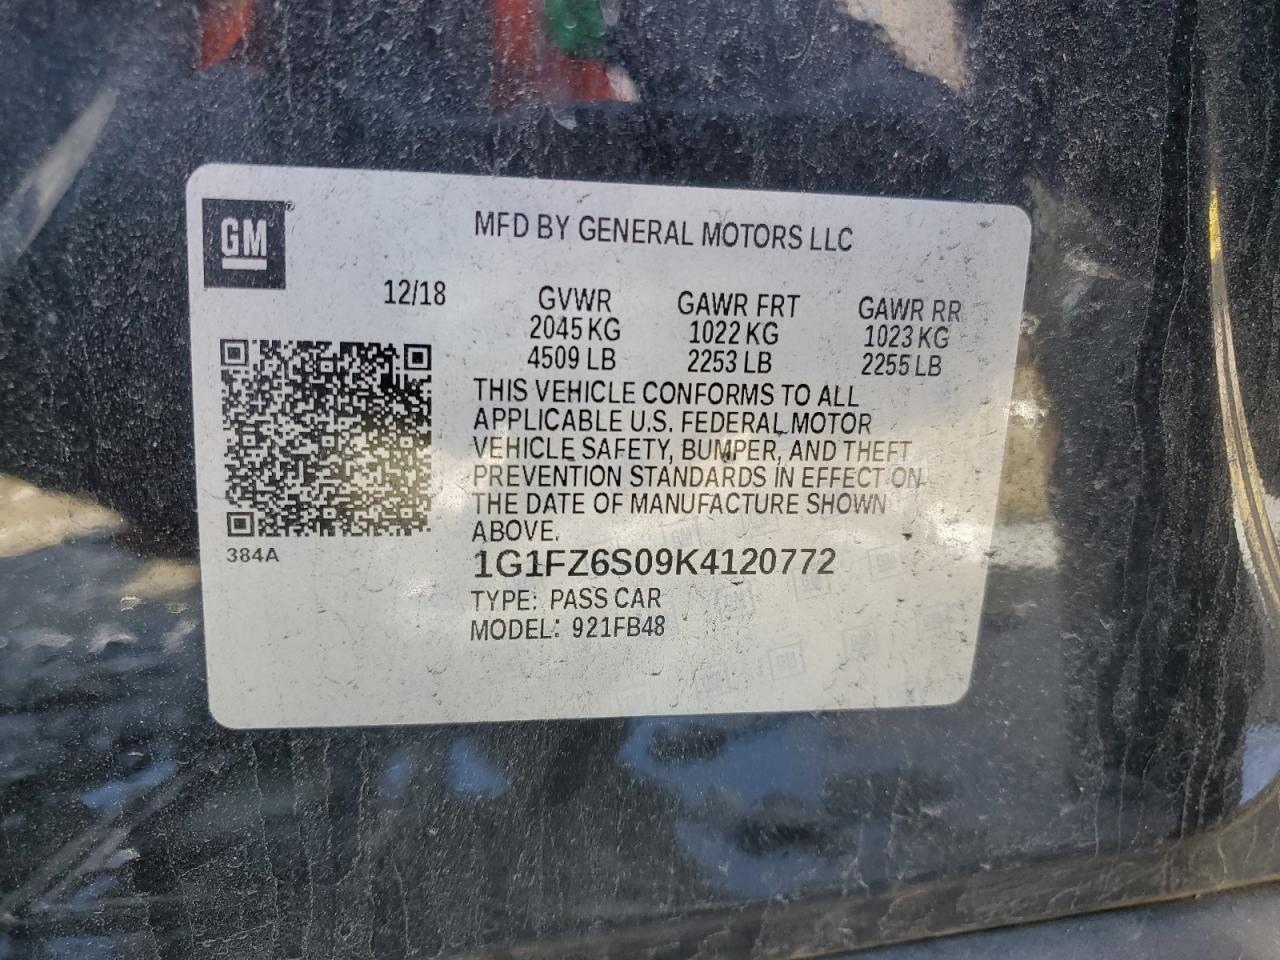 GM
MFD BY GENERAL MOTORS LLC
12/18
GVWR GAWR FRT GAWR RR
2045 KG 1022 KG 1023 KG
4509 LB 2253 LB 2255 LB
THIS VEHICLE CONFORMS TO ALL
APPLICABLE U.S. FEDERAL MOTOR
VEHICLE SAFETY, BUMPER, AND THEFT
PREVENTION STANDARDS IN EFFECT ON
THE DATE OF MANUFACTURE SHOWN
ABOVE.
384A
1G1FZ6S09K4120772
TYPE: PASS CAR
MODEL: 921FB48